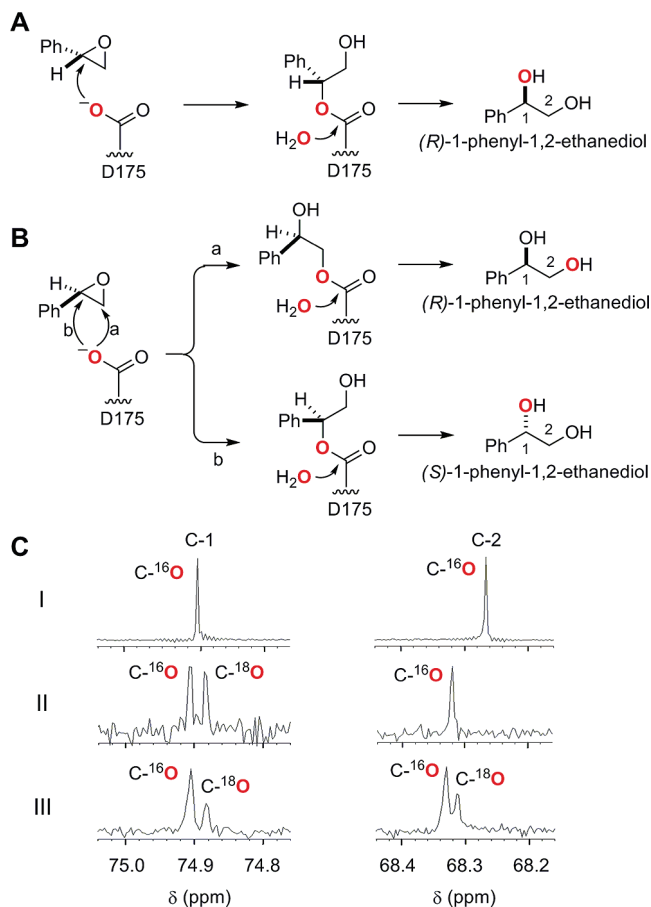 A
Ph
O
H
−O
O
D175
OH
Ph
H
O
O
H2O
D175
OH
OH
Ph
1
2
(R)-1-phenyl-1,2-ethanediol
B
H
O
Ph
b
a
−O
O
D175
a
OH
H
Ph
O
O
H2O
D175
OH
2
Ph
1
OH
(R)-1-phenyl-1,2-ethanediol
b
OH
H
Ph
O
O
H2O
D175
OH
2
Ph
1
OH
(S)-1-phenyl-1,2-ethanediol
C
C-1
C-2
I
C-16O
C-16O
II
C-16O
C-18O
C-16O
III
C-16O
C-18O
C-16O
C-18O
75.0 74.9 74.8
68.4 68.3 68.2
δ (ppm)
δ (ppm)